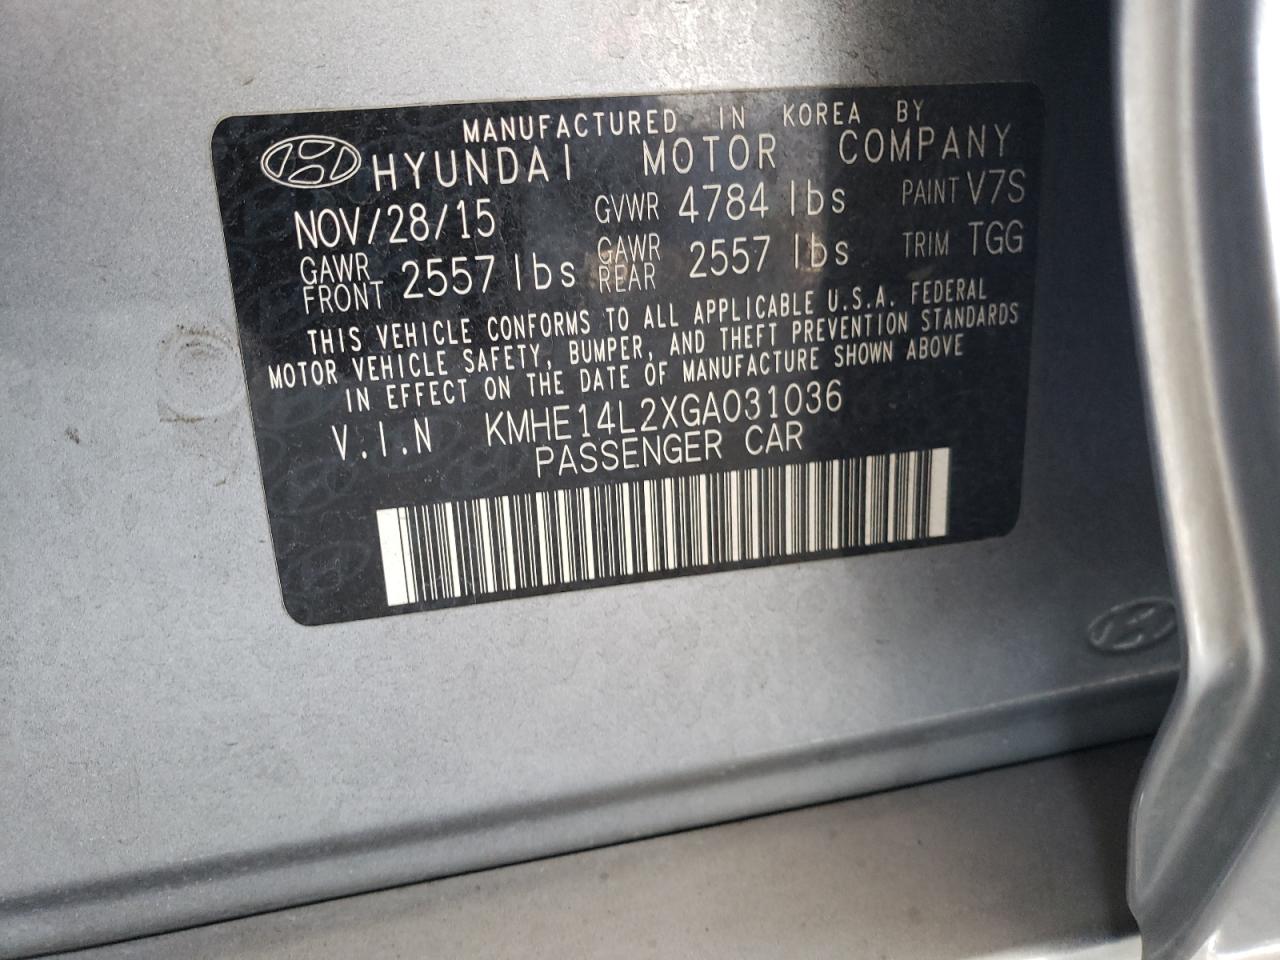 MANUFACTURED IN KOREA BY
HYUNDAI MOTOR COMPANY
NOV/28/15 GVWR 4784 lbs PAINT V7S
GAWR FRONT 2557 lbs GAWR REAR 2557 lbs TRIM TGG
THIS VEHICLE CONFORMS TO ALL APPLICABLE U.S.A. FEDERAL
MOTOR VEHICLE SAFETY, BUMPER, AND THEFT PREVENTION STANDARDS
IN EFFECT ON THE DATE OF MANUFACTURE SHOWN ABOVE
V.I.N KMHE14L2XGA031036
PASSENGER CAR